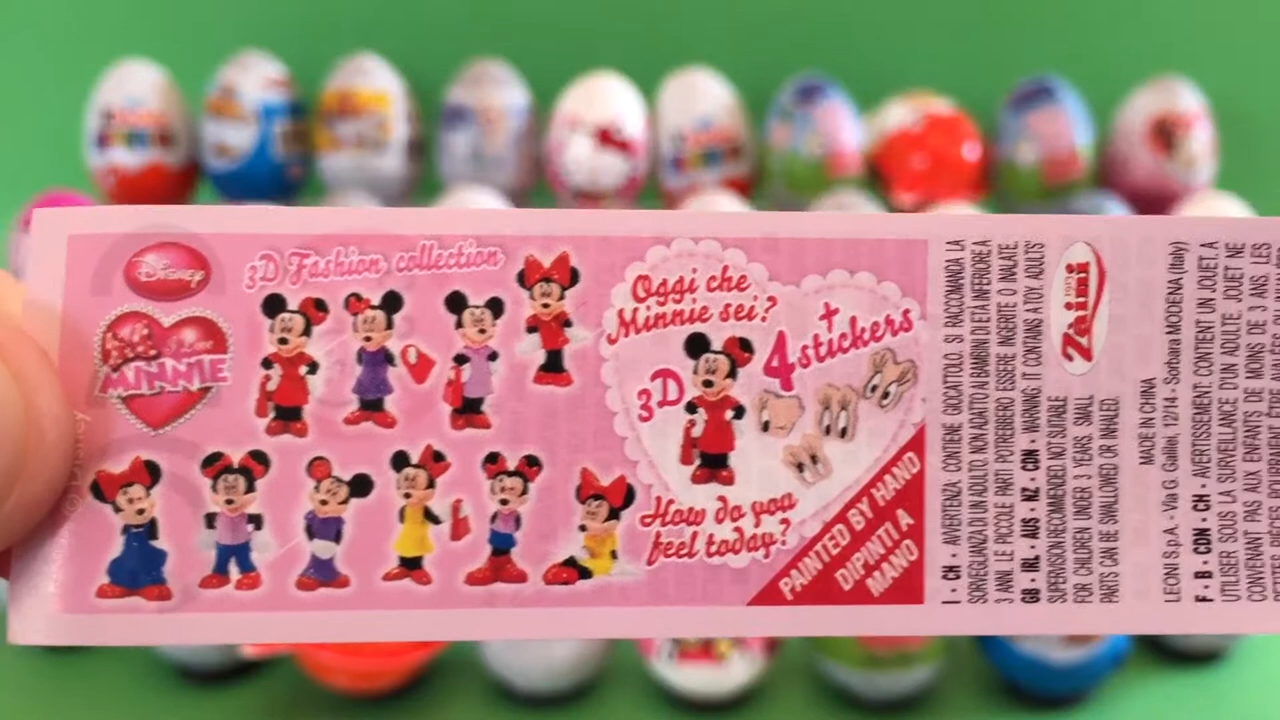 Disney
I ♥ Minnie
MINNIE
3D Fashion collection
Oggi che
Minnie sei?
3D
+
4 stickers
How do you
feel today?
PAINTED BY HAND
DIPINTI A
MANO
© Disney
I • CH • AVVERTENZA: CONTIENE GIOCATTOLO. SI RACCOMANDA LA
SORVEGLIANZA DI UN ADULTO. NON ADATTO AI BAMBINI DI ETÀ INFERIORE A
3 ANNI. LE PICCOLE PARTI POTREBBERO ESSERE INGERITE O INALATE.
GB • IRL • AUS • NZ • CDN • WARNING: IT CONTAINS A TOY, ADULTS'
SUPERVISION RECOMMENDED. NOT SUITABLE
FOR CHILDREN UNDER 3 YEARS. SMALL
PARTS CAN BE SWALLOWED OR INHALED.
Zaini
MADE IN CHINA
LEONI S.p.A. - Via G. Gallilei, 12/14 - Sorbara MODENA (Italy)
F • B • CDN • CH • AVERTISSEMENT: CONTIENT UN JOUET. A
UTILISER SOUS LA SURVEILLANCE D'UN ADULTE. JOUET NE
CONVENANT PAS AUX ENFANTS DE MOINS DE 3 ANS, LES